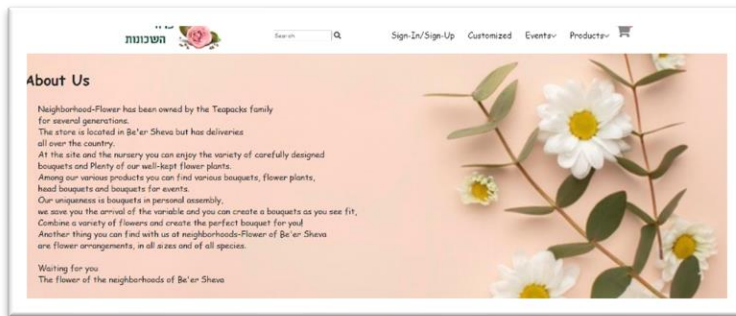 השכונות
Search
Sign-In/Sign-Up Customized Events Products
About Us
Neighborhood-Flower has been owned by the Teapacks family
for several generations.
The store is located in Be'er Sheva but has deliveries
all over the country.
At the site and the nursery you can enjoy the variety of carefully designed
bouquets and Plenty of our well-kept flower plants.
Among our various products you can find various bouquets, flower plants,
head bouquets and bouquets for events.
Our uniqueness is bouquets in personal assembly,
we save you the arrival of the variable and you can create a bouquets as you see fit,
Combine a variety of flowers and create the perfect bouquet for you!
Another thing you can find with us at neighborhoods-Flower of Be'er Sheva
are flower arrangements, in all sizes and of all species.
Waiting for you
The flower of the neighborhoods of Be'er Sheva